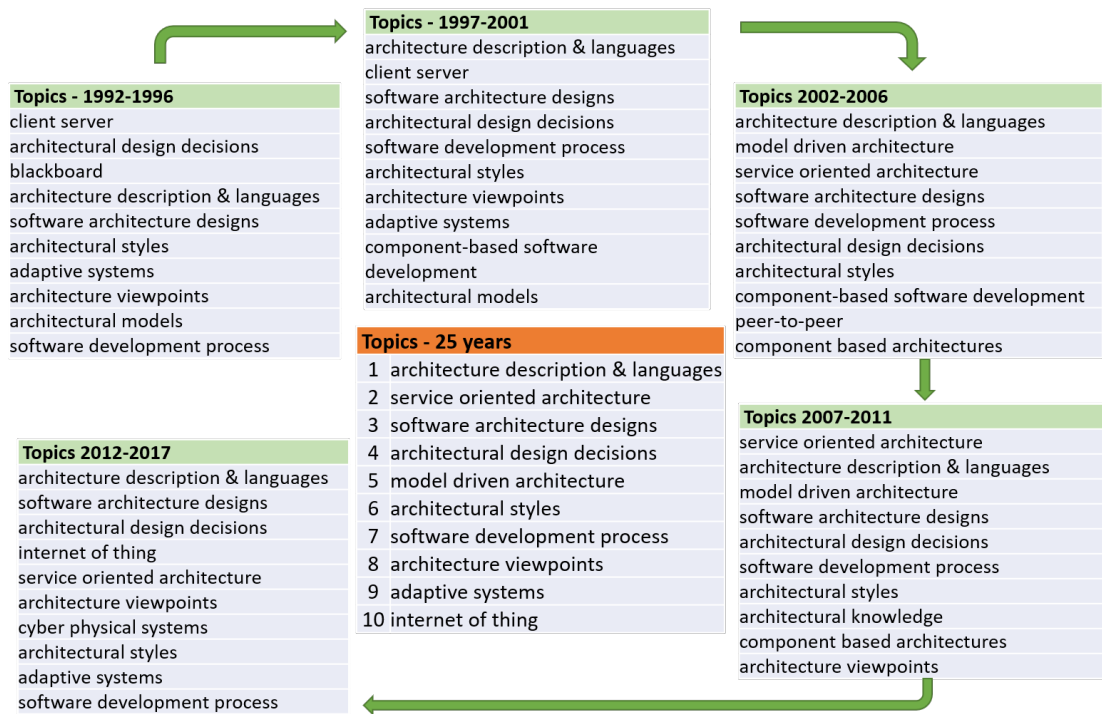 Topics - 1992-1996
client server
architectural design decisions
blackboard
architecture description & languages
software architecture designs
architectural styles
adaptive systems
architecture viewpoints
architectural models
software development process
Topics - 1997-2001
architecture description & languages
client server
software architecture designs
architectural design decisions
software development process
architectural styles
architecture viewpoints
adaptive systems
component-based software
development
architectural models
Topics 2002-2006
architecture description & languages
model driven architecture
service oriented architecture
software architecture designs
software development process
architectural design decisions
architectural styles
component-based software development
peer-to-peer
component based architectures
Topics 2007-2011
service oriented architecture
architecture description & languages
model driven architecture
software architecture designs
architectural design decisions
software development process
architectural styles
architectural knowledge
component based architectures
architecture viewpoints
Topics 2012-2017
architecture description & languages
software architecture designs
architectural design decisions
internet of thing
service oriented architecture
architecture viewpoints
cyber physical systems
architectural styles
adaptive systems
software development process
Topics - 25 years
1 architecture description & languages
2 service oriented architecture
3 software architecture designs
4 architectural design decisions
5 model driven architecture
6 architectural styles
7 software development process
8 architecture viewpoints
9 adaptive systems
10 internet of thing